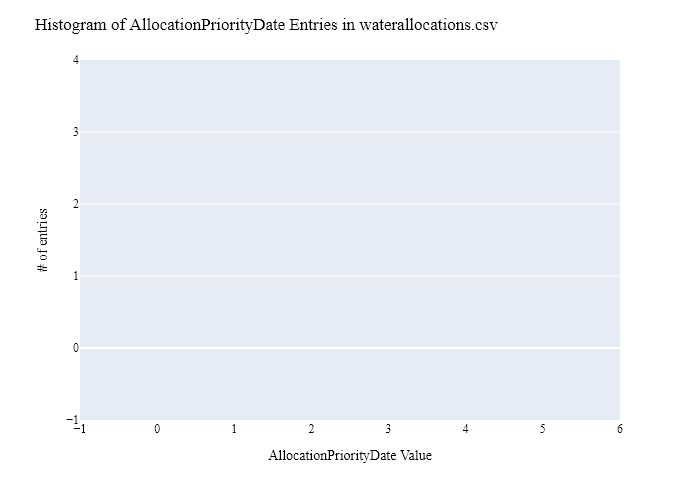 Histogram of AllocationPriorityDate Entries in waterallocations.csv
4
3
2
1
0
−1
# of entries
−1 0 1 2 3 4 5 6
AllocationPriorityDate Value